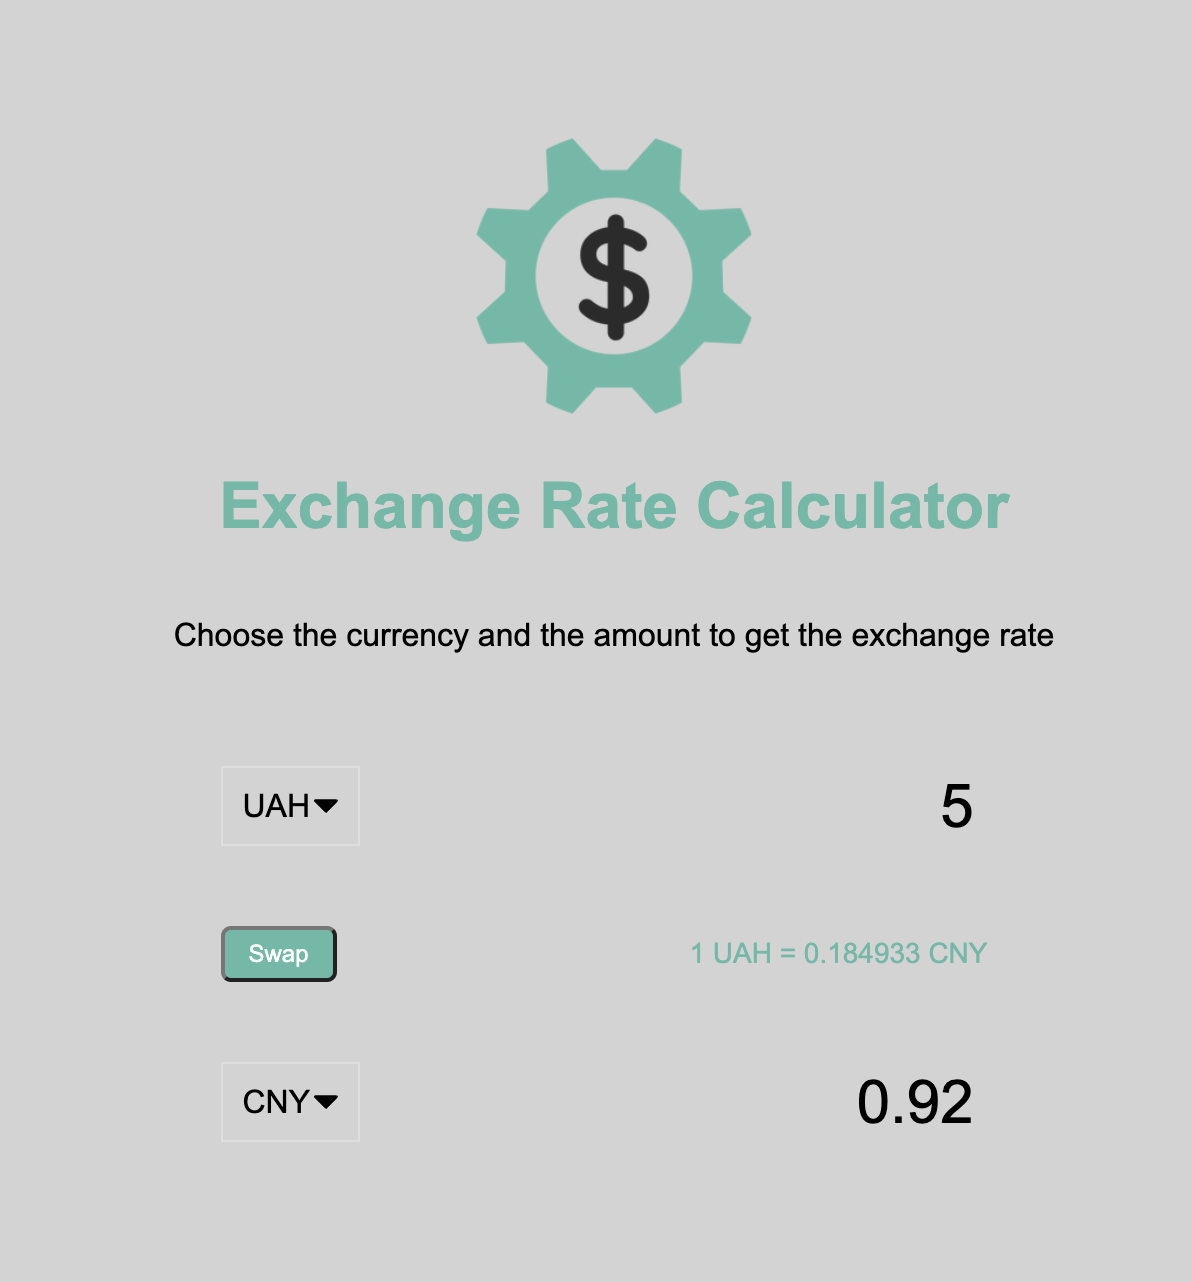 $
Exchange Rate Calculator
Choose the currency and the amount to get the exchange rate
UAH 5
Swap 1 UAH = 0.184933 CNY
CNY 0.92